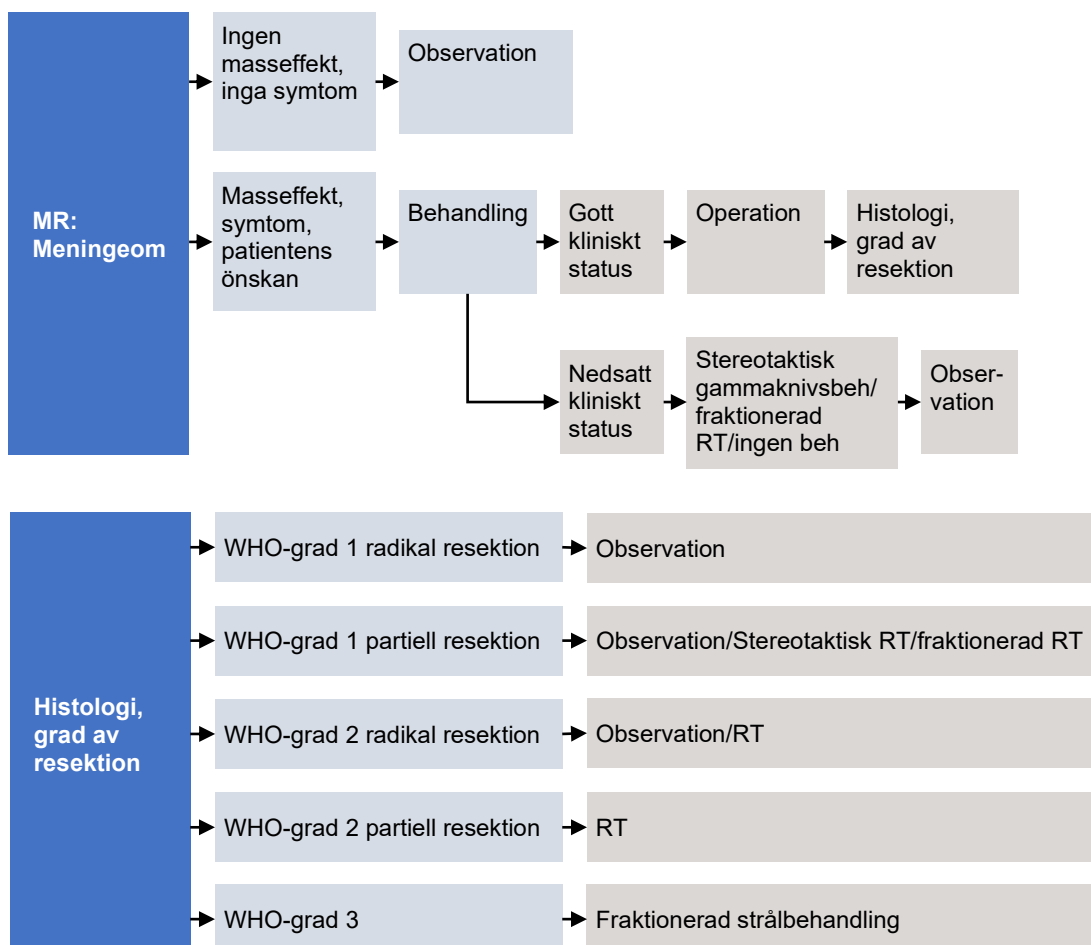 Ingen
masseffekt,
inga symtom
Observation
MR:
Meningeom
Masseffekt,
symtom,
patientens
önskan
Behandling
Gott
kliniskt
status
Operation
Histologi,
grad av
resektion
Nedsatt
kliniskt
status
Stereotaktisk
gammaknivsbeh/
fraktionerad
RT/ingen beh
Obser-
vation
Histologi,
grad av
resektion
WHO-grad 1 radikal resektion
Observation
WHO-grad 1 partiell resektion
Observation/Stereotaktisk RT/fraktionerad RT
WHO-grad 2 radikal resektion
Observation/RT
WHO-grad 2 partiell resektion
RT
WHO-grad 3
Fraktionerad strålbehandling